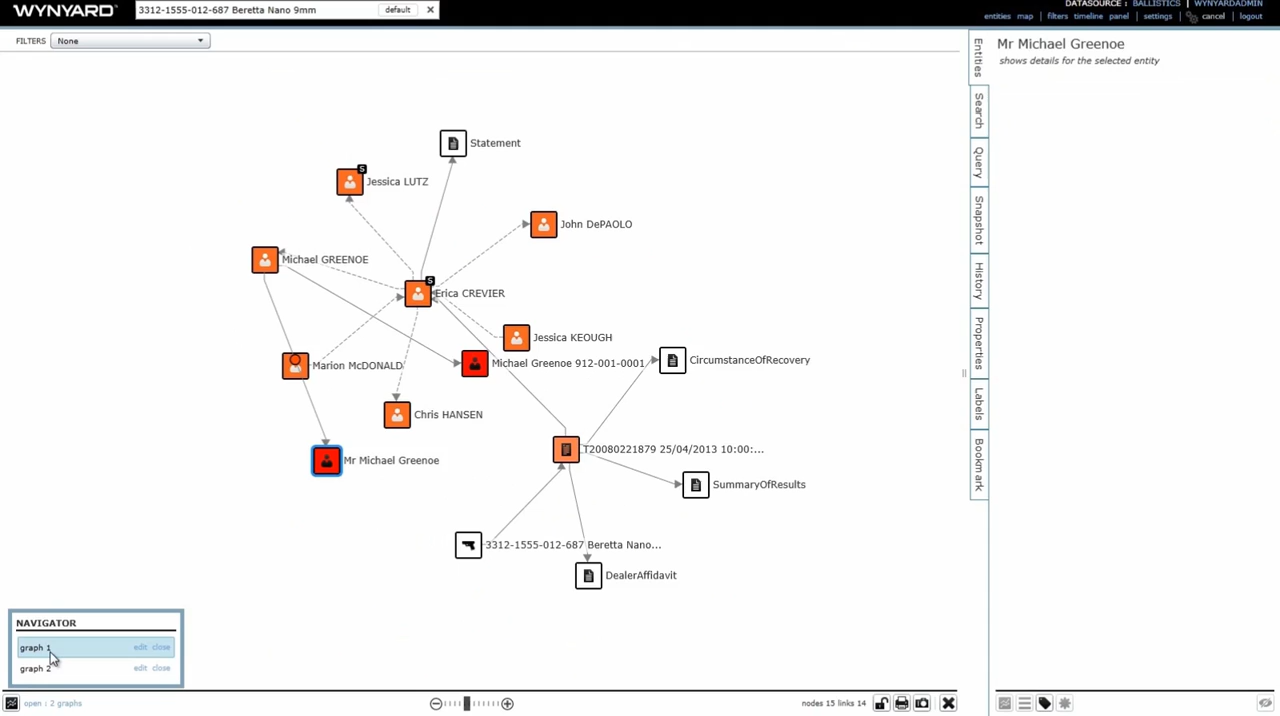 WYNYARD
3312-1555-012-687 Beretta Nano 9mm
default
DATASOURCE : BALLISTICS | WYNYARDADMIN
entities map filters timeline panel settings cancel logout
FILTERS
None
Mr Michael Greenoe
shows details for the selected entity
Statement
S
Jessica LUTZ
John DePAOLO
Michael GREENOE
S
Erica CREVIER
Jessica KEOUGH
Michael Greenoe 912-001-0001
Marion McDONALD
CircumstanceOfRecovery
Chris HANSEN
T20080221879 25/04/2013 10:00:...
Mr Michael Greenoe
SummaryOfResults
3312-1555-012-687 Beretta Nano...
DealerAffidavit
Entities
Search
Query
Snapshot
History
Properties
Labels
Bookmark
NAVIGATOR
graph 1 edit close
graph 2 edit close
open : 2 graphs
nodes 15 links 14